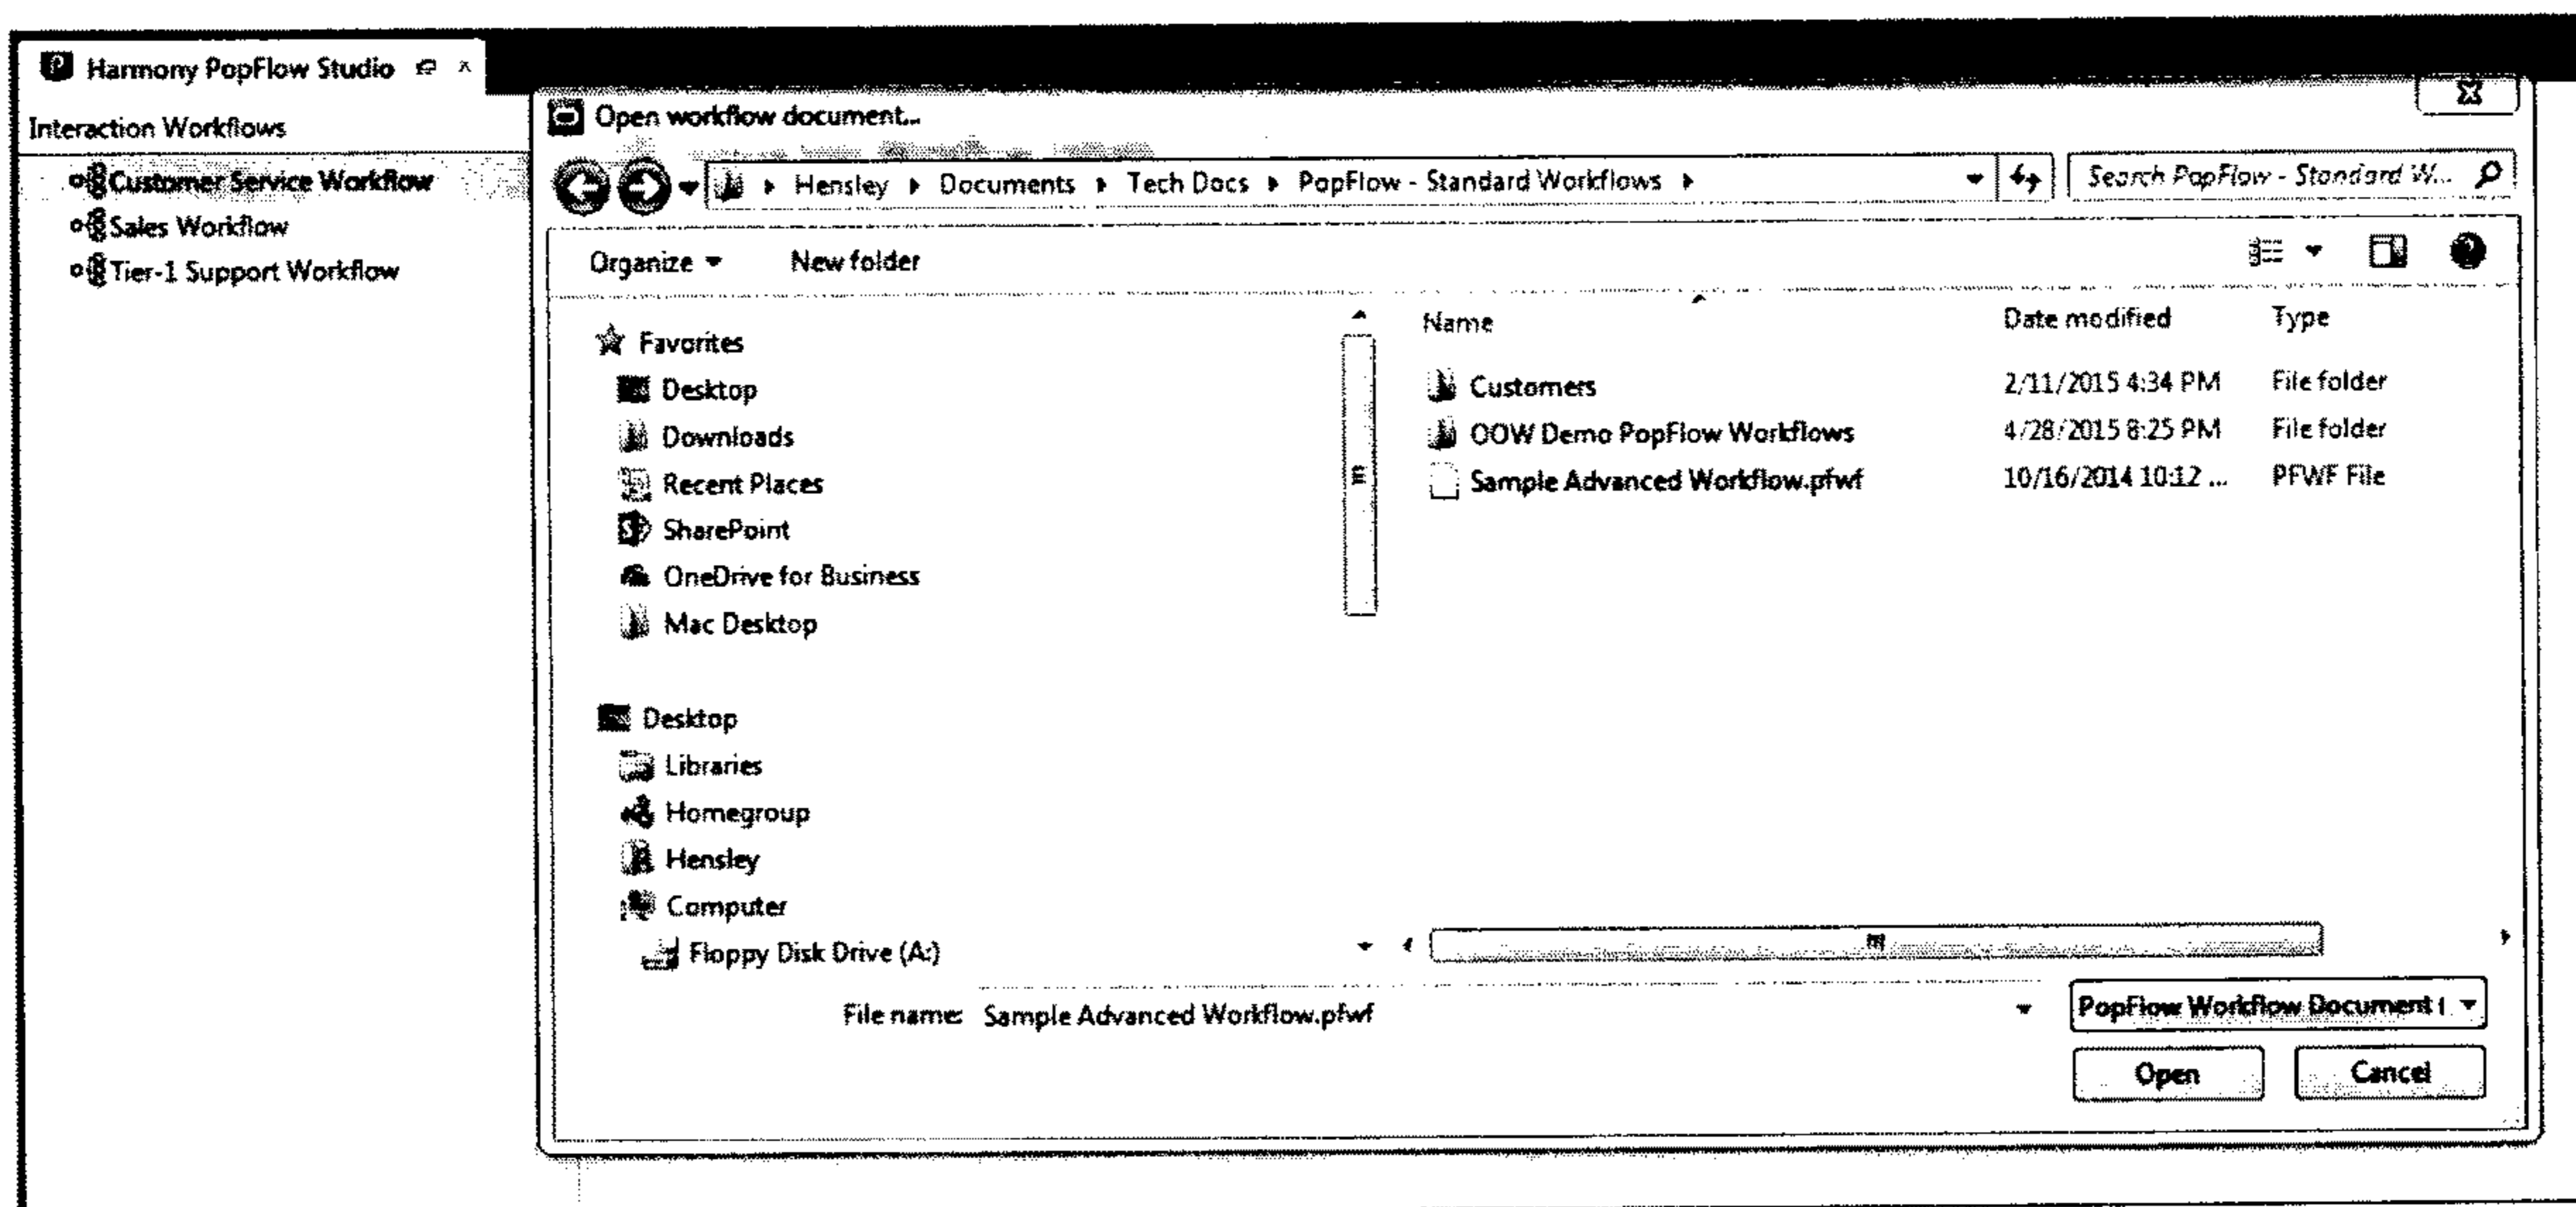 Harmony PopFlow Studio
Interaction Workflows
Customer Service Workflow
Sales Workflow
Tier-1 Support Workflow
Open workflow document...
Hensley Documents Tech Docs PopFlow - Standard Workflows
Search PopFlow - Standard W...
Organize New folder
Favorites
Desktop
Downloads
Recent Places
SharePoint
OneDrive for Business
Mac Desktop
Desktop
Libraries
Homegroup
Hensley
Computer
Floppy Disk Drive (A:)
Name Date modified Type
Customers 2/11/2015 4:34 PM File folder
OOW Demo PopFlow Workflows 4/28/2015 8:25 PM File folder
Sample Advanced Workflow.pfwf 10/16/2014 10:12 ... PFWF File
File name: Sample Advanced Workflow.pfwf
PopFlow Workflow Document (
Open Cancel